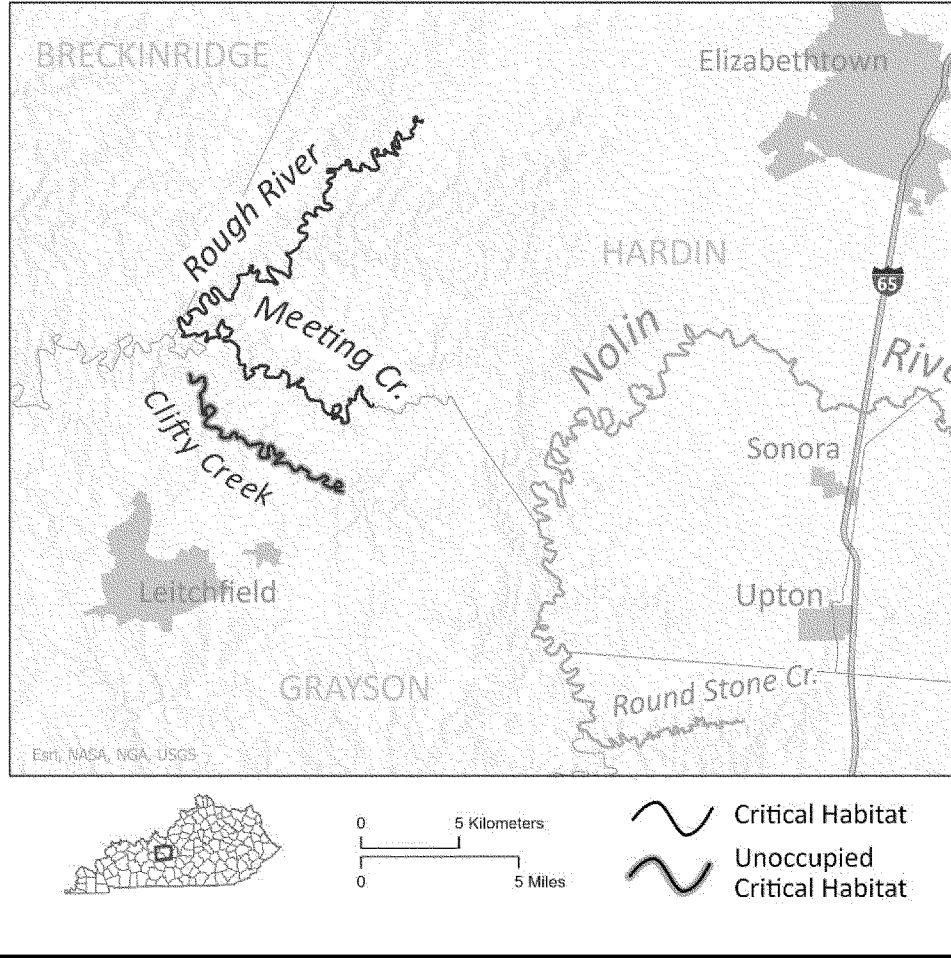 BRECKINRIDGE
Elizabethtown
Rough River
HARDIN
65
Meeting Cr.
Nolin
Rive
Clifty Creek
Sonora
Leitchfield
Upton
GRAYSON
Round Stone Cr.
Esri, NASA, NGA, USGS
0 5 Kilometers
0 5 Miles
Critical Habitat
Unoccupied
Critical Habitat